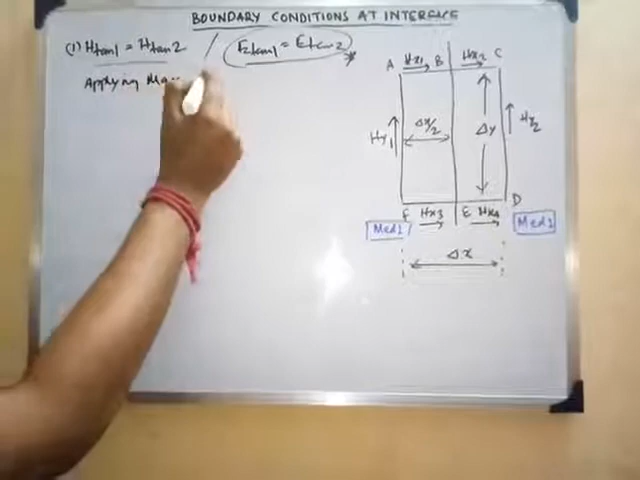 BOUNDARY CONDITIONS AT INTERFACE
(1) Htan1 = Htan2 / Etan1 = Etan2 *
Applying Max
A Hx1 B Hx2 C
Δx/2 Δy Hy2
Hy1
F Hx3 E Hx4 D
Med1 Med2
Δx